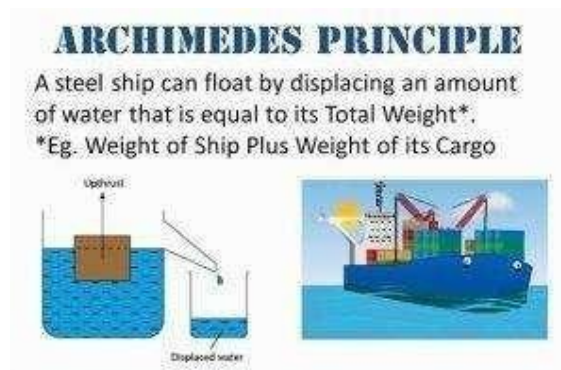 ARCHIMEDES PRINCIPLE
A steel ship can float by displacing an amount
of water that is equal to its Total Weight*.
*Eg. Weight of Ship Plus Weight of its Cargo
Upthrust
Displaced water